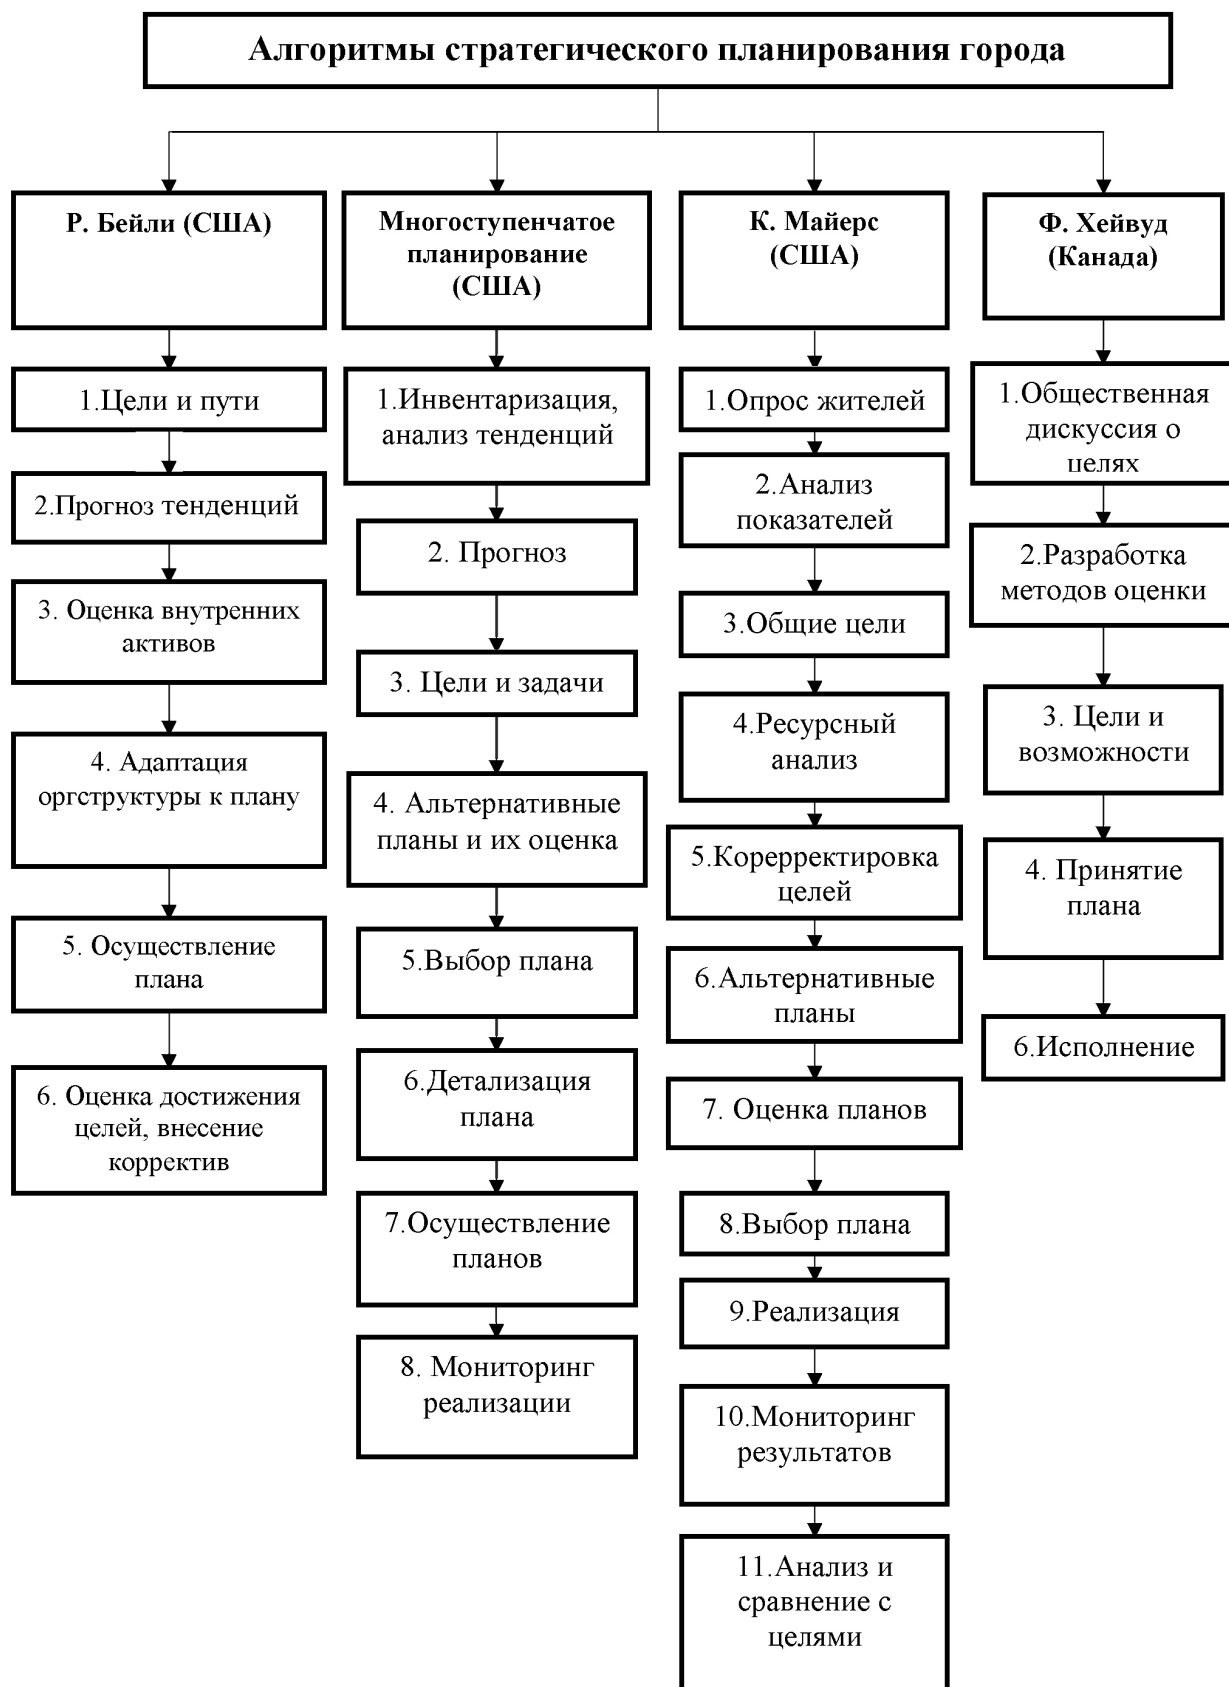 Алгоритмы стратегического планирования города
Р. Бейли (США)
1.Цели и пути
2.Прогноз тенденций
3. Оценка внутренних
активов
4. Адаптация
оргструктуры к плану
5. Осуществление
плана
6. Оценка достижения
целей, внесение
корректив
Многоступенчатое
планирование
(США)
1.Инвентаризация,
анализ тенденций
2. Прогноз
3. Цели и задачи
4. Альтернативные
планы и их оценка
5.Выбор плана
6.Детализация
плана
7.Осуществление
планов
8. Мониторинг
реализации
К. Майерс
(США)
1.Опрос жителей
2.Анализ
показателей
3.Общие цели
4.Ресурсный
анализ
5.Корерректировка
целей
6.Альтернативные
планы
7. Оценка планов
8.Выбор плана
9.Реализация
10.Мониторинг
результатов
11.Анализ и
сравнение с
целями
Ф. Хейвуд
(Канада)
1.Общественная
дискуссия о
целях
2.Разработка
методов оценки
3. Цели и
возможности
4. Принятие
плана
6.Исполнение